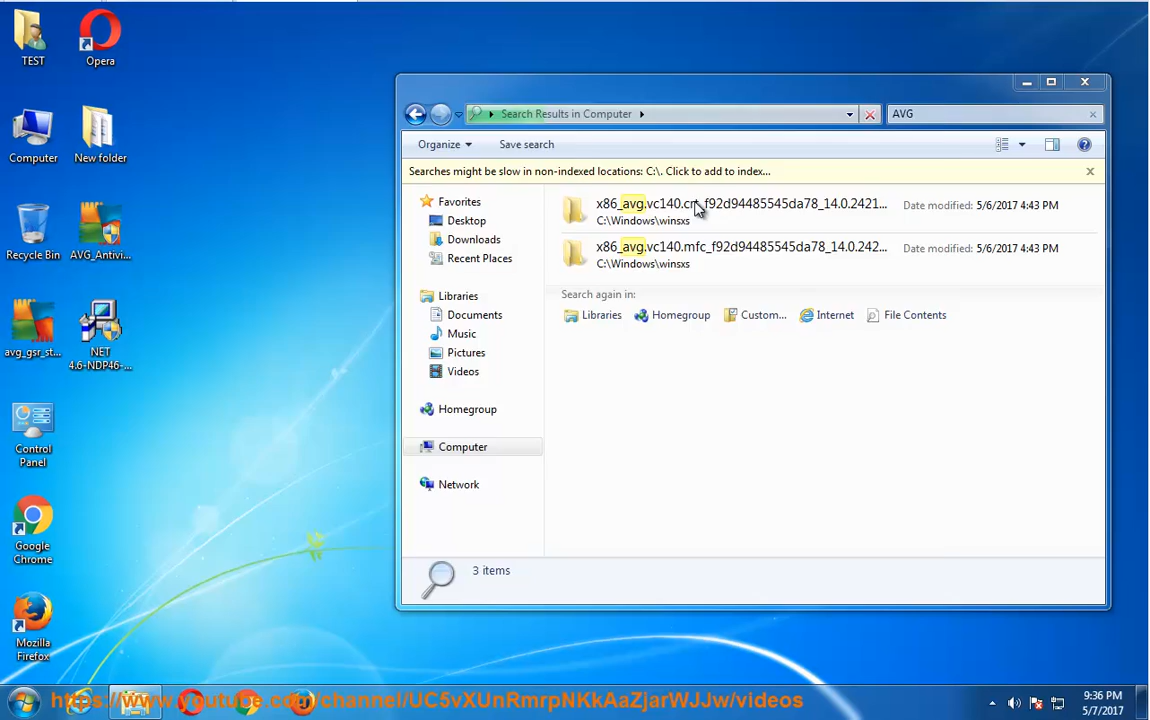 TEST
Opera
Computer
New folder
Recycle Bin
AVG_Antivi...
avg_gsr_st...
NET
4.6-NDP46-...
Control
Panel
Google
Chrome
Mozilla
Firefox
Search Results in Computer
AVG
Organize
Save search
Searches might be slow in non-indexed locations: C:\. Click to add to index...
Favorites
Desktop
Downloads
Recent Places
Libraries
Documents
Music
Pictures
Videos
Homegroup
Computer
Network
x86_avg.vc140.crt_f92d94485545da78_14.0.2421...
Date modified: 5/6/2017 4:43 PM
C:\Windows\winsxs
x86_avg.vc140.mfc_f92d94485545da78_14.0.242...
Date modified: 5/6/2017 4:43 PM
C:\Windows\winsxs
Search again in:
Libraries
Homegroup
Custom...
Internet
File Contents
3 items
https://www.youtube.com/channel/UC5vXUnRmrpNKkAaZjarWJJw/videos
9:36 PM
5/7/2017